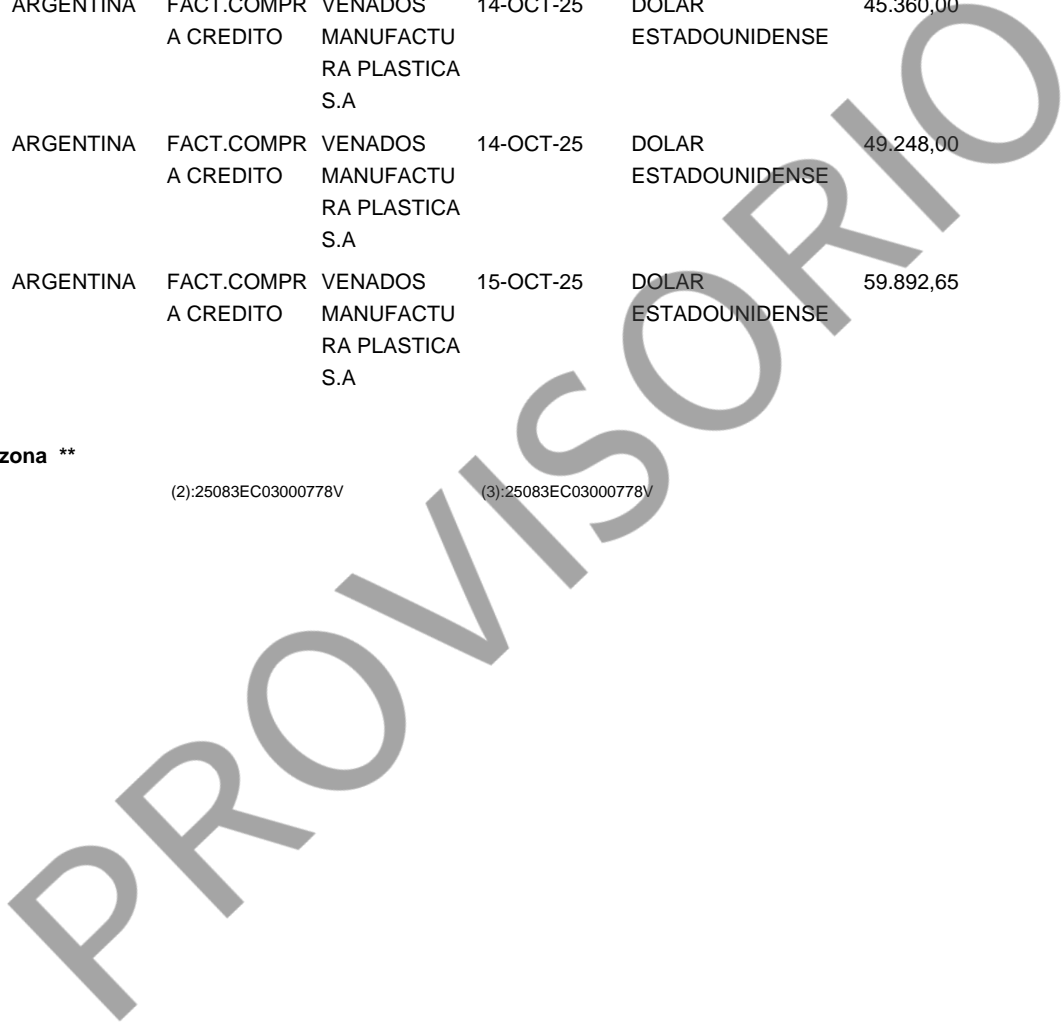 ARGENTINA FACT.COMPR VENADOS 14-OCT-25 DOLAR 45.360,00
A CREDITO MANUFACTU ESTADOUNIDENSE
RA PLASTICA
S.A
ARGENTINA FACT.COMPR VENADOS 14-OCT-25 DOLAR 49.248,00
A CREDITO MANUFACTU ESTADOUNIDENSE
RA PLASTICA
S.A
ARGENTINA FACT.COMPR VENADOS 15-OCT-25 DOLAR 59.892,65
A CREDITO MANUFACTU ESTADOUNIDENSE
RA PLASTICA
S.A
zona **
(2):25083EC03000778V (3):25083EC03000778V
PROVISORIO